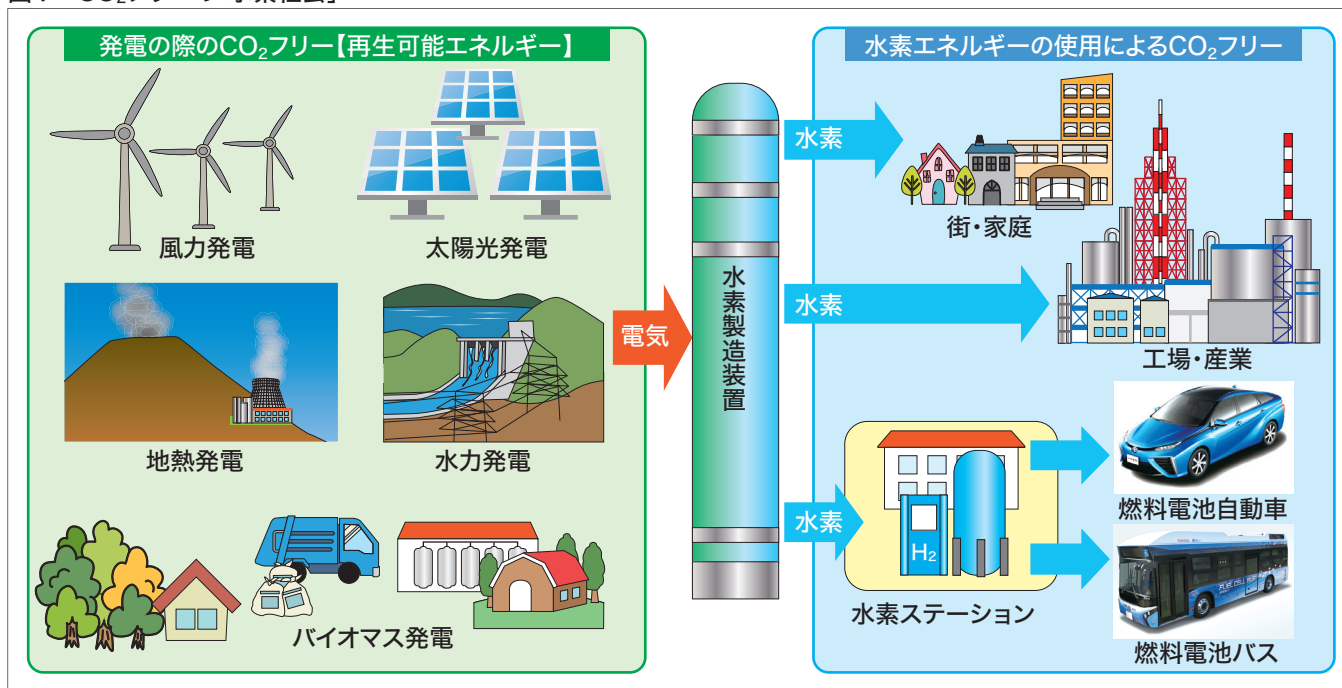 発電の際のCO₂フリー【再生可能エネルギー】
風力発電
太陽光発電
地熱発電
水力発電
バイオマス発電
電気
水素製造装置
水素エネルギーの使用によるCO₂フリー
水素
街・家庭
水素
工場・産業
水素
H₂
水素ステーション
燃料電池自動車
FUEL CELL BUS
燃料電池バス